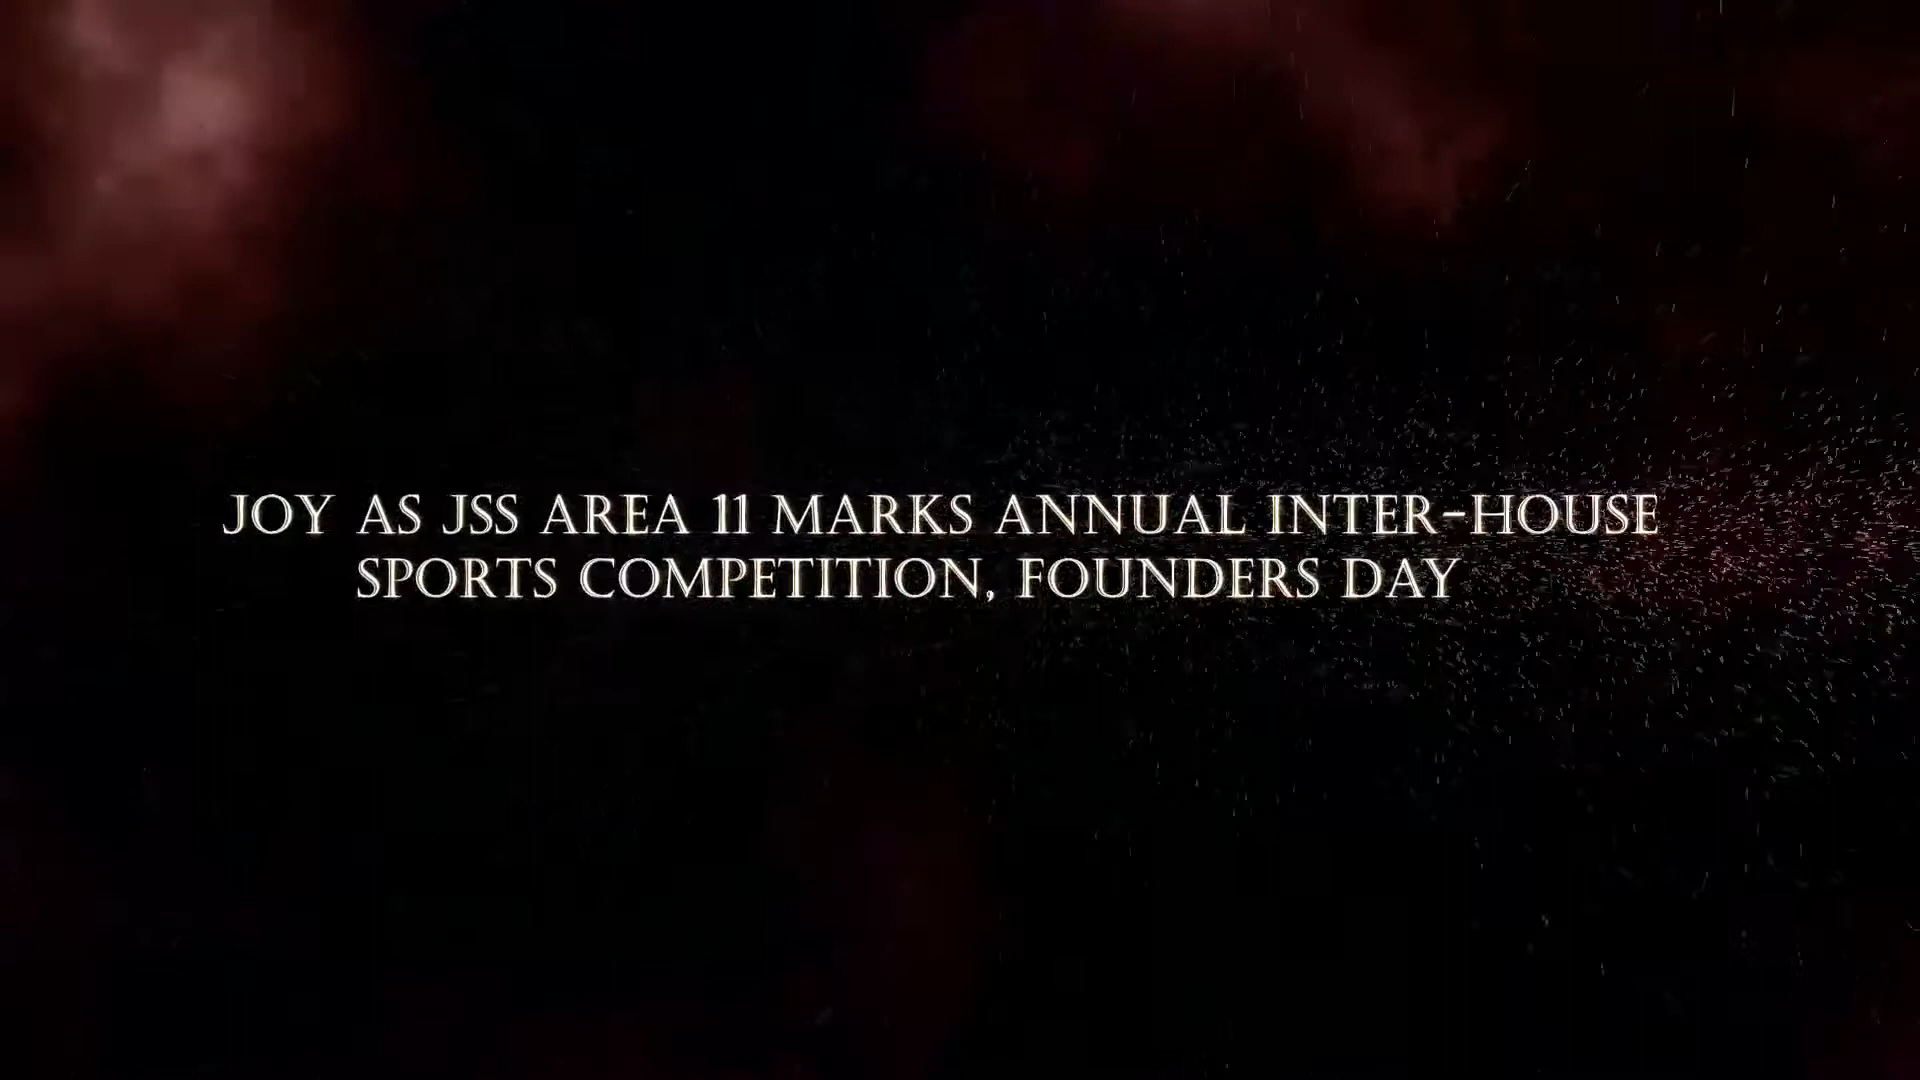 JOY AS JSS AREA 11 MARKS ANNUAL INTER-HOUSE
SPORTS COMPETITION, FOUNDERS DAY